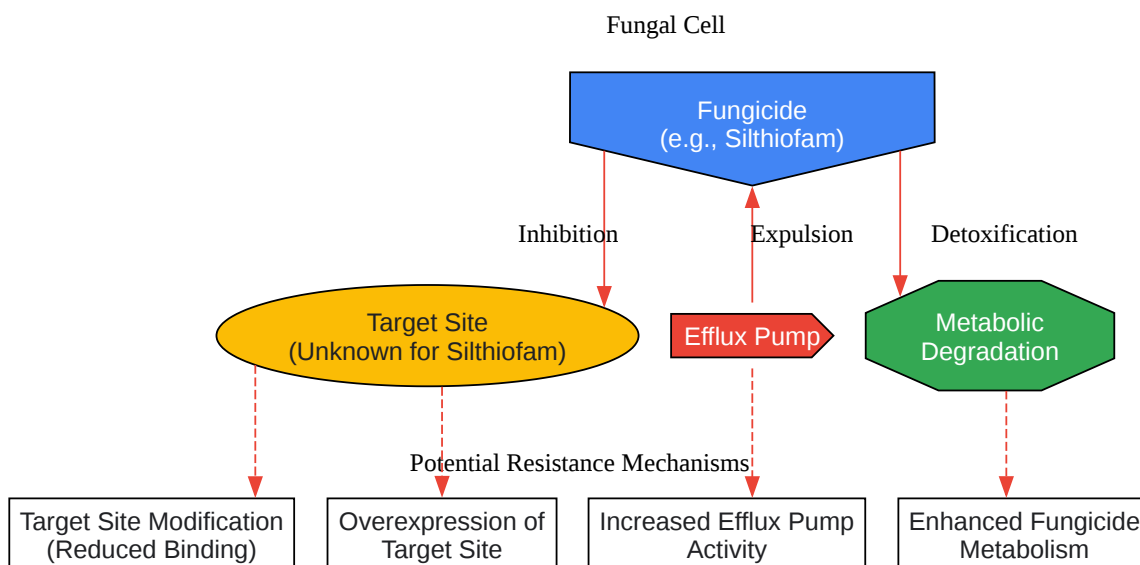 Fungal Cell
Fungicide
(e.g., Silthiofam)
Inhibition
Expulsion
Detoxification
Target Site
(Unknown for Silthiofam)
Efflux Pump
Metabolic
Degradation
Potential Resistance Mechanisms
Target Site Modification
(Reduced Binding)
Overexpression of
Target Site
Increased Efflux Pump
Activity
Enhanced Fungicide
Metabolism